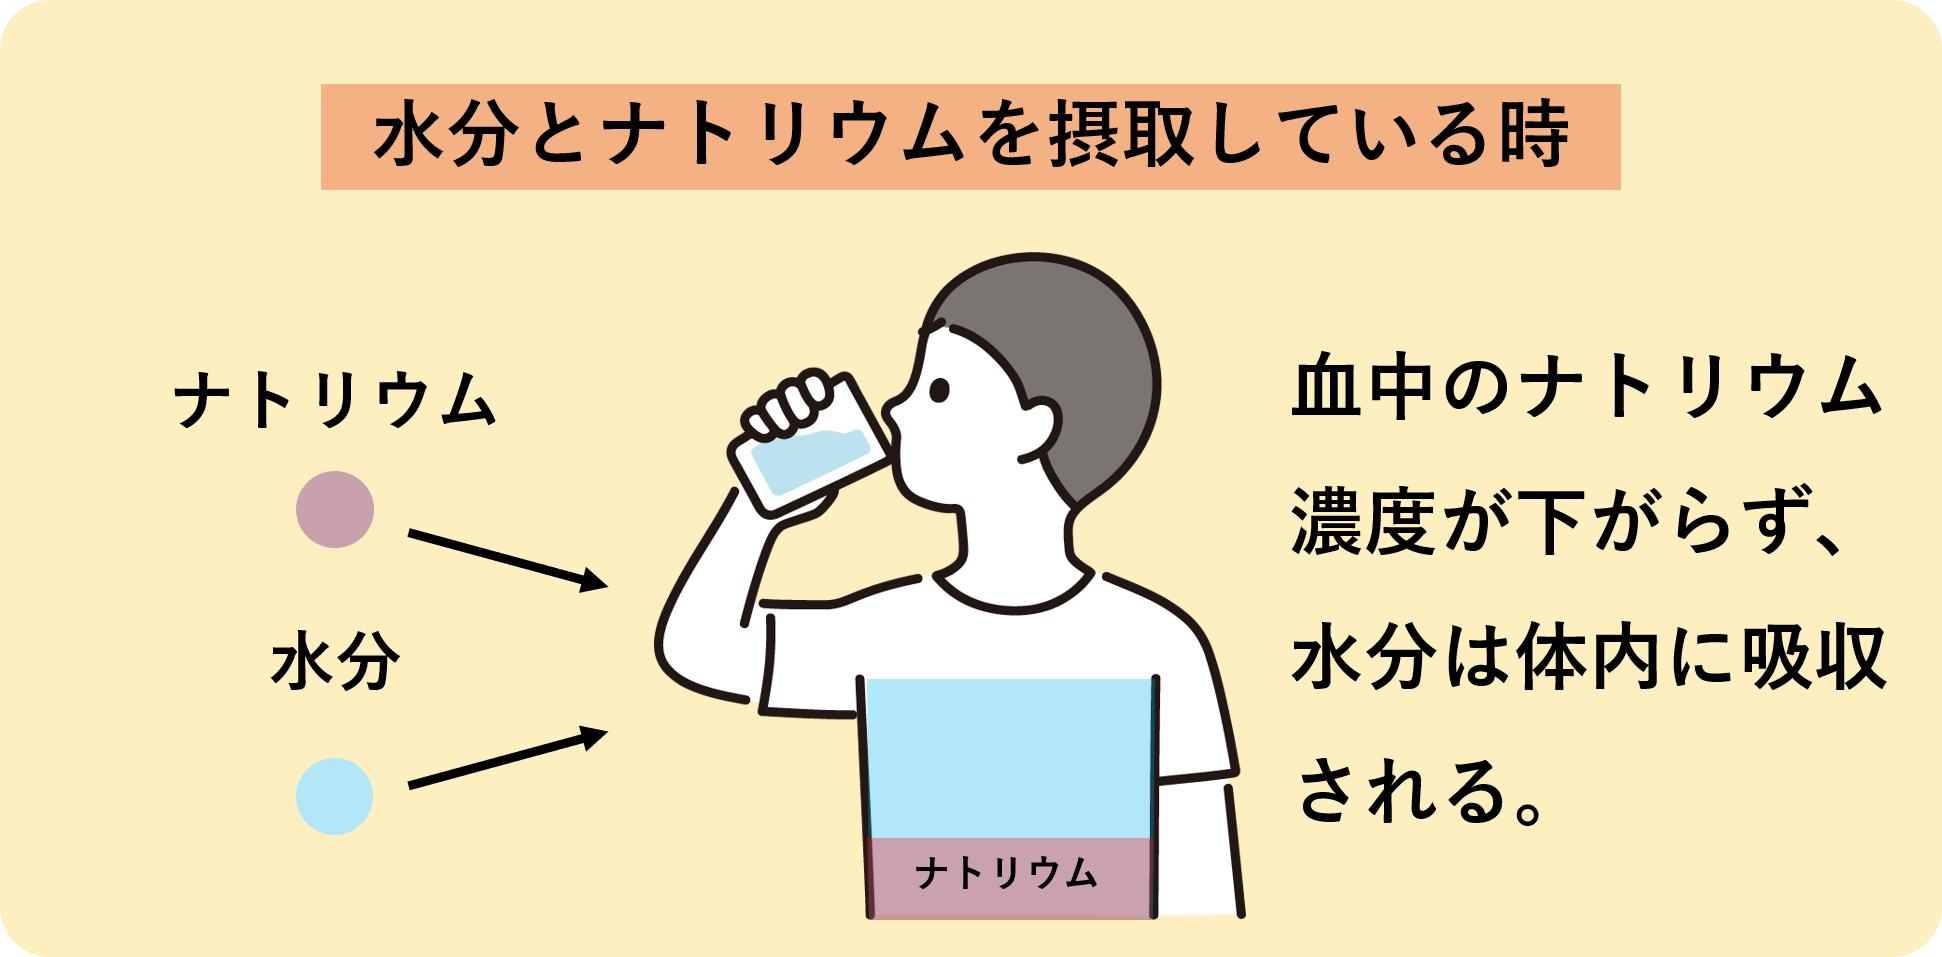 水分とナトリウムを摂取している時
ナトリウム
水分
血中のナトリウム
濃度が下がらず、
水分は体内に吸収
される。
ナトリウム